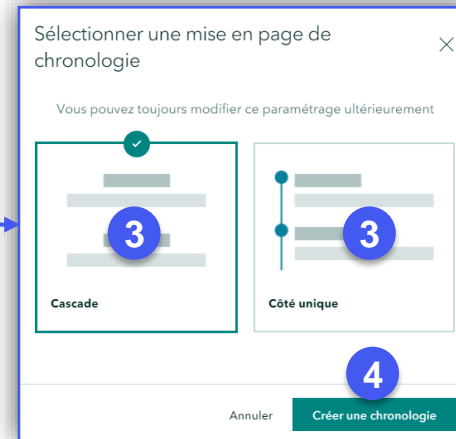 Sélectionner une mise en page de
chronologie
Vous pouvez toujours modifier ce paramétrage ultérieurement
3
3
Cascade
Côté unique
4
Annuler
Créer une chronologie